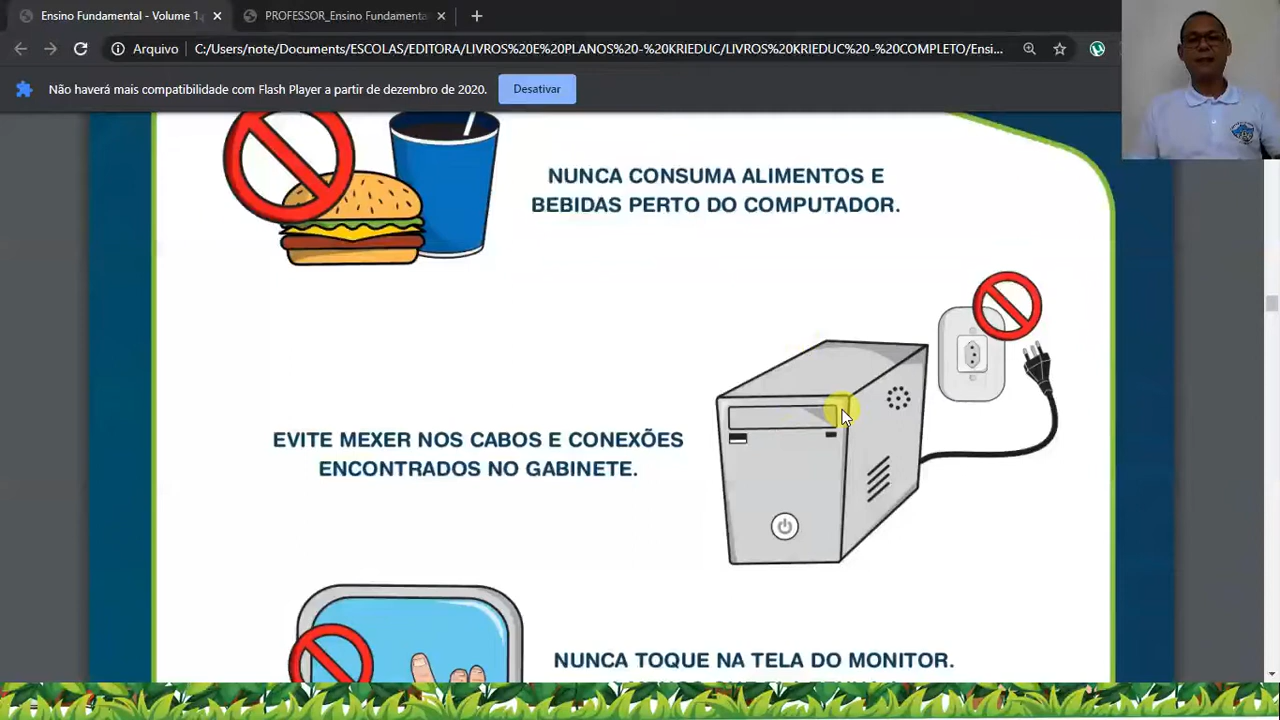 Ensino Fundamental - Volume 1.
PROFESSOR_Ensino Fundamenta
Arquivo
C:/Users/note/Documents/ESCOLAS/EDITORA/LIVROS%20E%20PLANOS%20-%20KRIEDUC/LIVROS%20KRIEDUC%20-%20COMPLETO/Ensi...
Não haverá mais compatibilidade com Flash Player a partir de dezembro de 2020.
Desativar
NUNCA CONSUMA ALIMENTOS E
BEBIDAS PERTO DO COMPUTADOR.
EVITE MEXER NOS CABOS E CONEXÕES
ENCONTRADOS NO GABINETE.
NUNCA TOQUE NA TELA DO MONITOR.